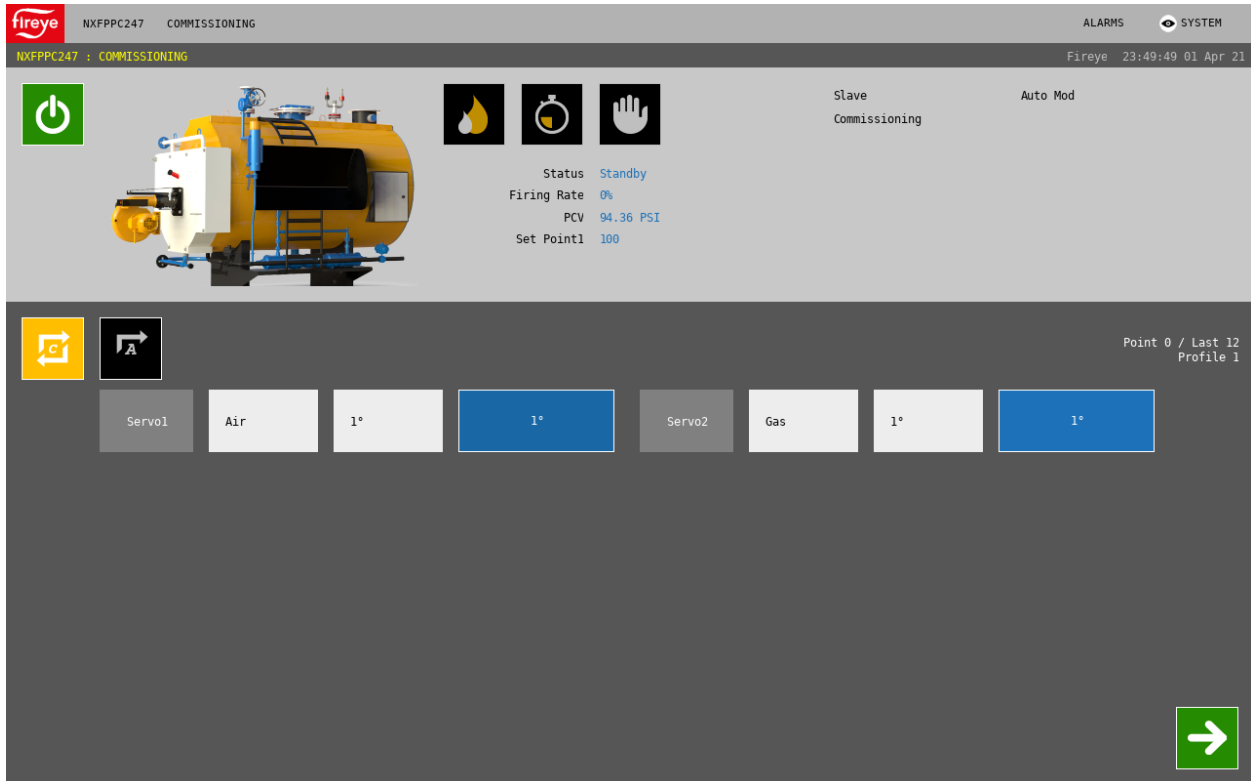 fireye NXFPPC247 COMMISSIONING ALARMS SYSTEM
NXFPPC247 : COMMISSIONING Fireye 23:49:49 01 Apr 21
Slave Auto Mod
Commissioning
Status Standby
Firing Rate 0%
PCV 94.36 PSI
Set Point1 100
C A
Point 0 / Last 12
Profile 1
Servo1 Air 1° 1° Servo2 Gas 1° 1°